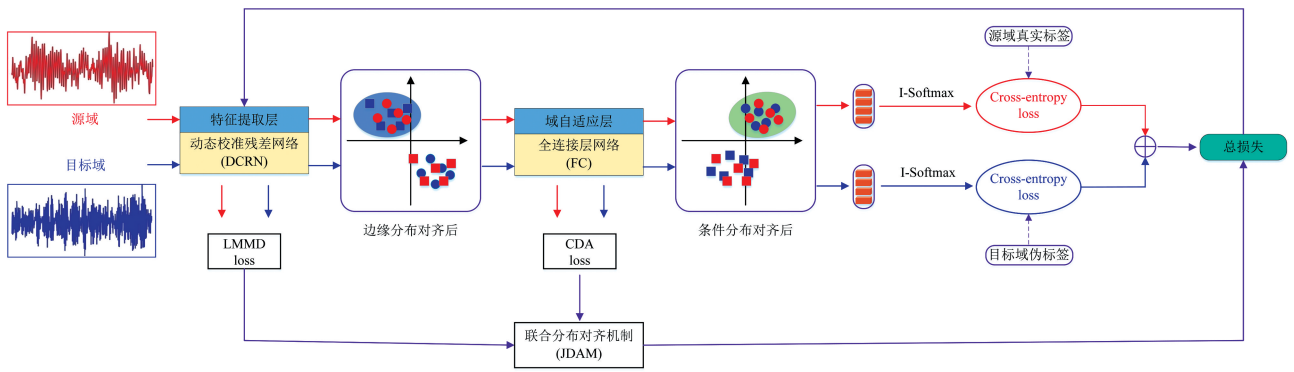 源域
目标域
特征提取层
动态校准残差网络
(DCRN)
LMMD
loss
边缘分布对齐后
域自适应层
全连接层网络
(FC)
CDA
loss
联合分布对齐机制
(JDAM)
条件分布对齐后
I-Softmax
I-Softmax
源域真实标签
Cross-entropy
loss
Cross-entropy
loss
目标域伪标签
总损失